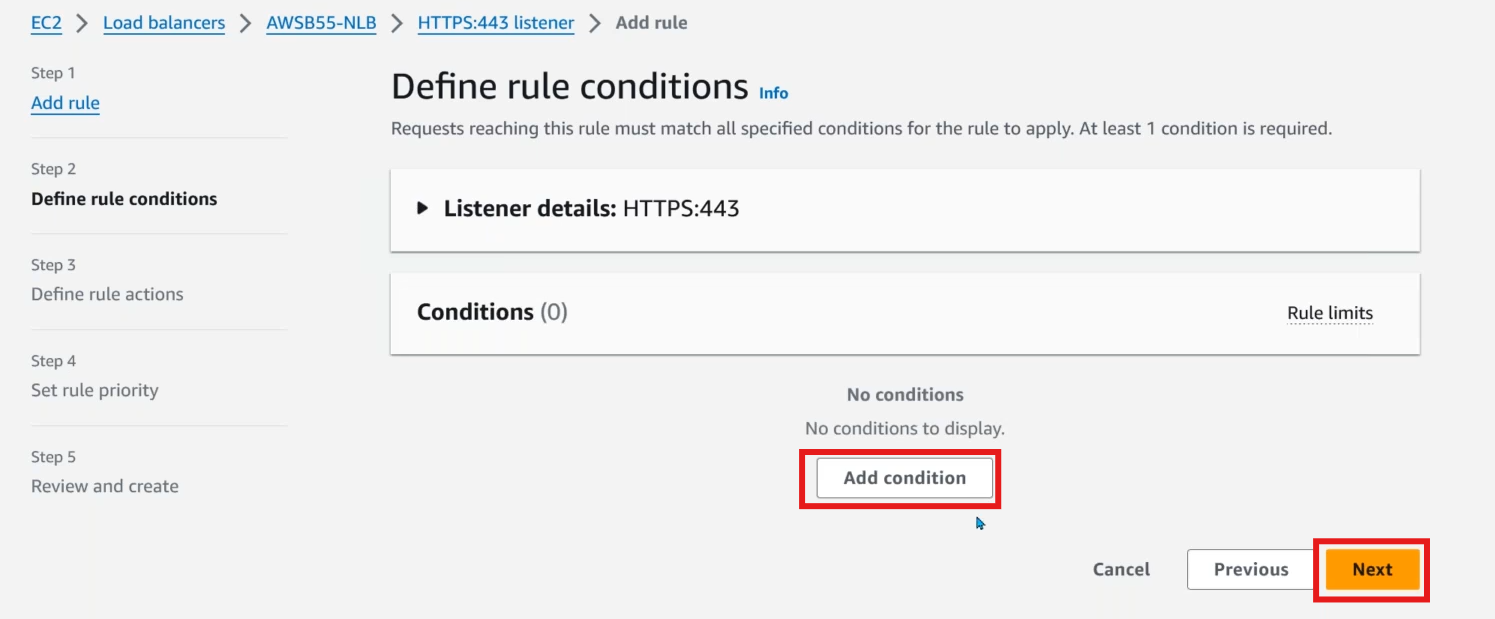 EC2 > Load balancers > AWSB55-NLB > HTTPS:443 listener > Add rule
Step 1
Add rule
Step 2
Define rule conditions
Step 3
Define rule actions
Step 4
Set rule priority
Step 5
Review and create
Define rule conditions Info
Requests reaching this rule must match all specified conditions for the rule to apply. At least 1 condition is required.
Listener details: HTTPS:443
Conditions (0) Rule limits
No conditions
No conditions to display.
Add condition
Cancel Previous Next